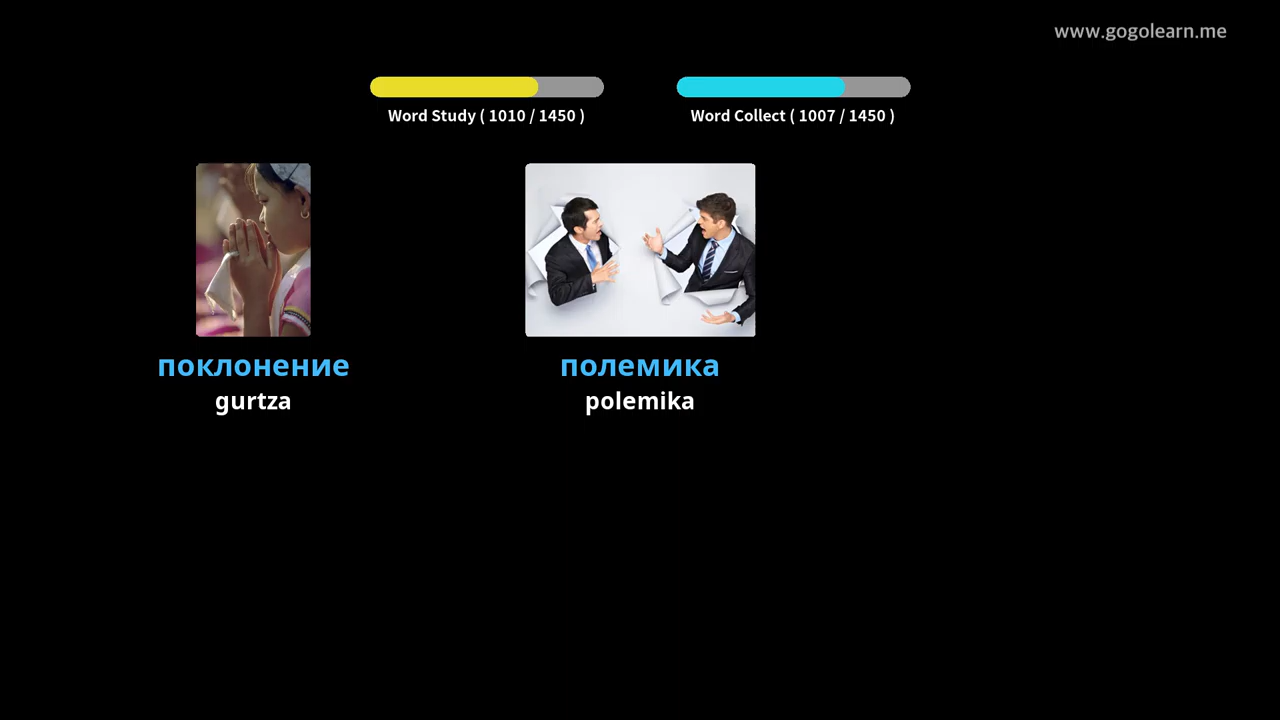 www.gogolearn.me
Word Study ( 1010 / 1450 )
Word Collect ( 1007 / 1450 )
поклонение
gurtza
полемика
polemika